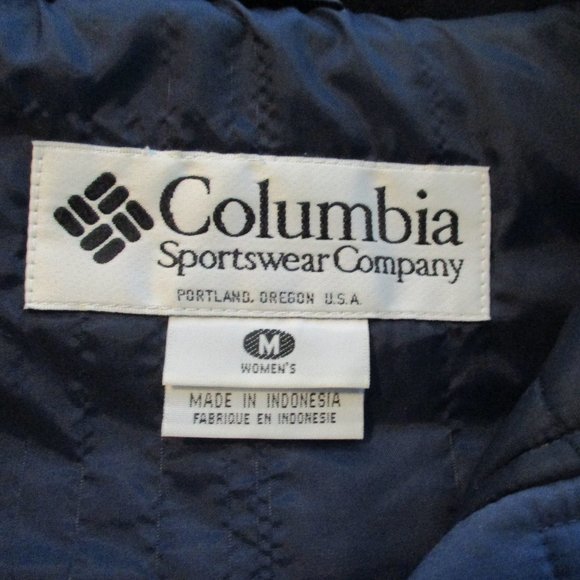 Columbia
Sportswear Company
PORTLAND, OREGON U.S.A.
M
WOMEN'S
MADE IN INDONESIA
FABRIQUE EN INDONESIE